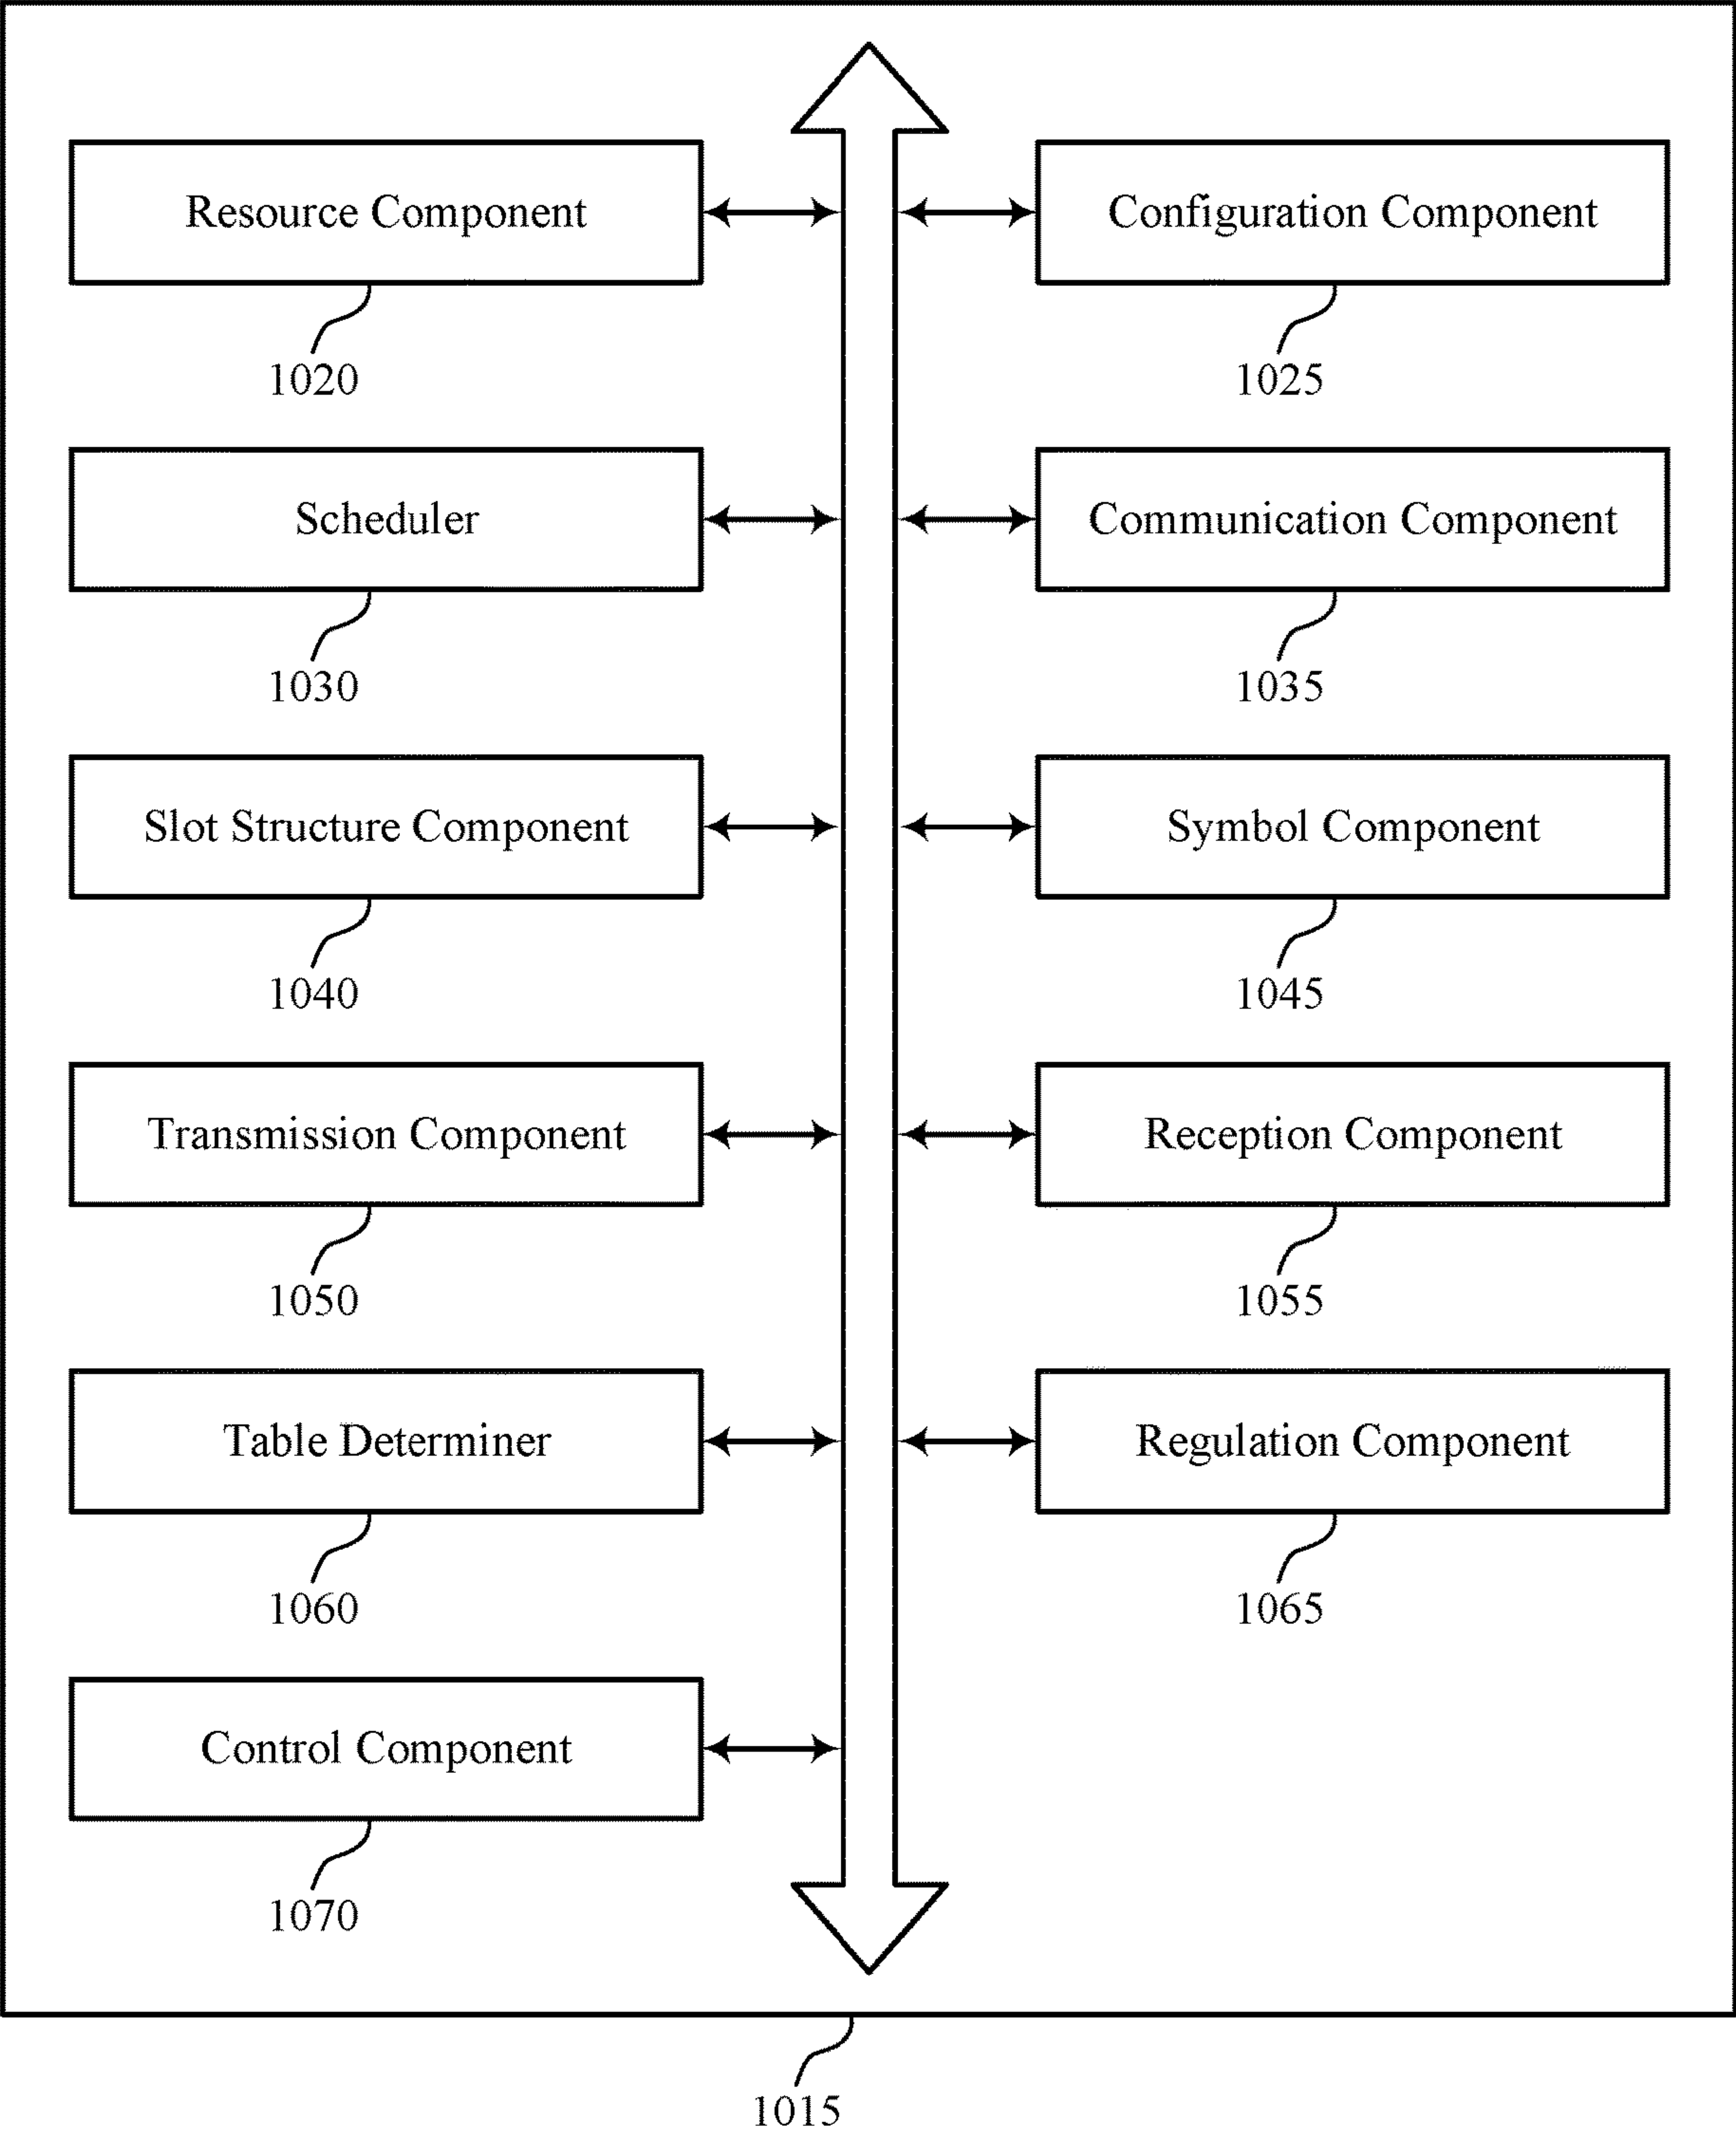 Resource Component
Configuration Component
1020
1025
Scheduler
Communication Component
1030
1035
Slot Structure Component
Symbol Component
1040
1045
Transmission Component
Reception Component
1050
1055
Table Determiner
Regulation Component
1060
1065
Control Component
1070
1015